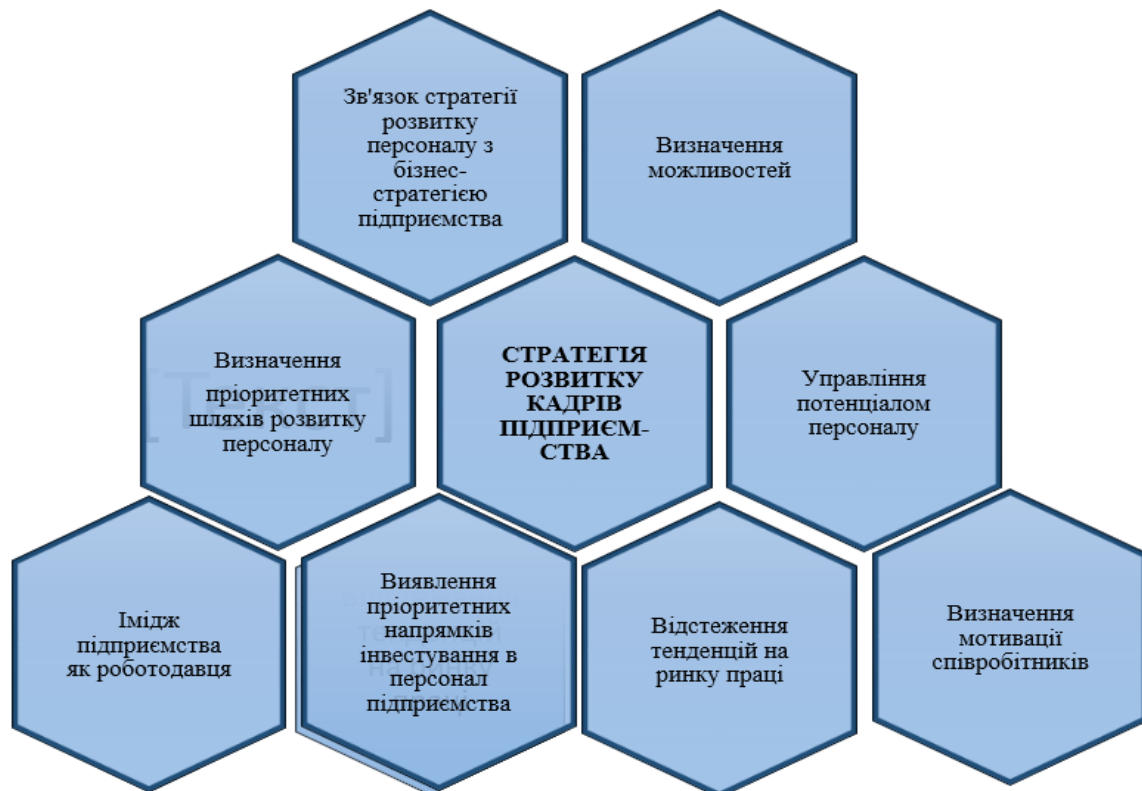 Зв'язок стратегії
розвитку
персоналу з
бізнес-
стратегією
підприємства
Визначення
можливостей
Визначення
пріоритетних
шляхів розвитку
персоналу
[Текст]
СТРАТЕГІЯ
РОЗВИТКУ
КАДРІВ
ПІДПРИЄМ-
СТВА
Управління
потенціалом
персоналу
Імідж
підприємства
як роботодавця
Виявлення
пріоритетних
напрямків
інвестування в
персонал
підприємства
Відстеження
тенденцій на
ринку праці
Визначення
мотивації
співробітників